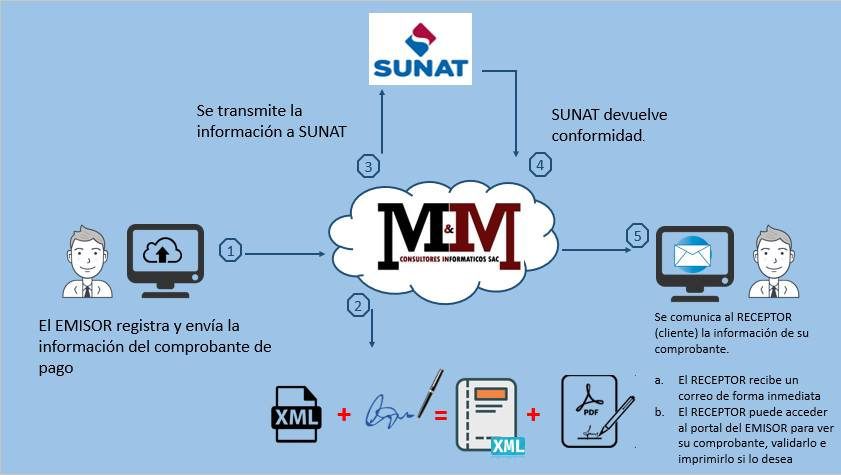 SUNAT
Se transmite la
información a SUNAT
SUNAT devuelve
conformidad.
3
4
M&M
CONSULTORES INFORMATICOS SAC
1
5
2
El EMISOR registra y envía la
información del comprobante de
pago
Se comunica al RECEPTOR
(cliente) la información de su
comprobante.
a. El RECEPTOR recibe un
correo de forma inmediata
b. El RECEPTOR puede acceder
al portal del EMISOR para ver
su comprobante, validarlo e
imprimirlo si lo desea
XML + = XML + PDF